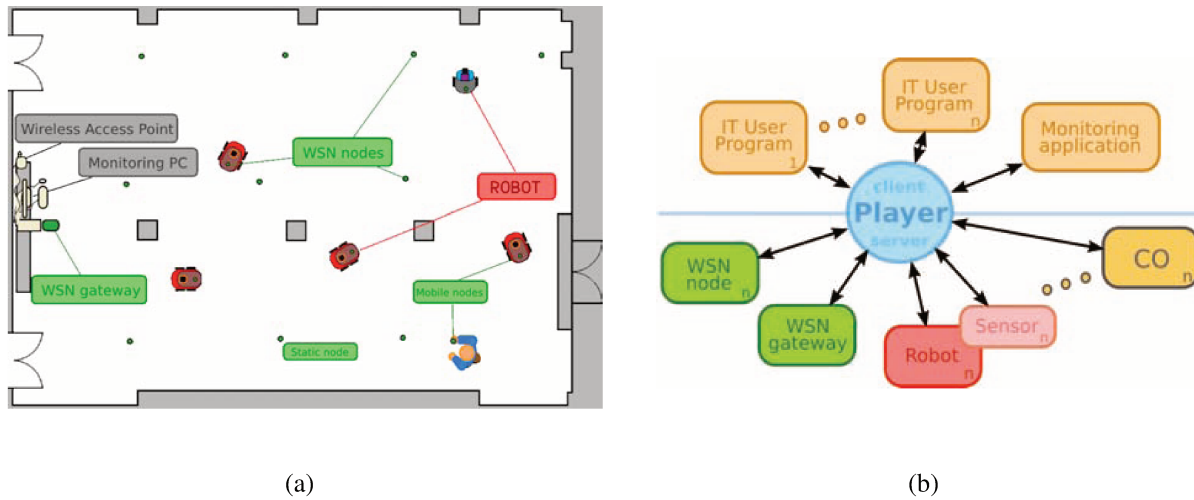 Wireless Access Point
Monitoring PC
WSN nodes
ROBOT
WSN gateway
Mobile nodes
Static node
(a)
IT User
Program
n
IT User
Program
1
Monitoring
application
client
Player
server
WSN
node
n
WSN
gateway
Robot
n
Sensor
n
CO
n
(b)